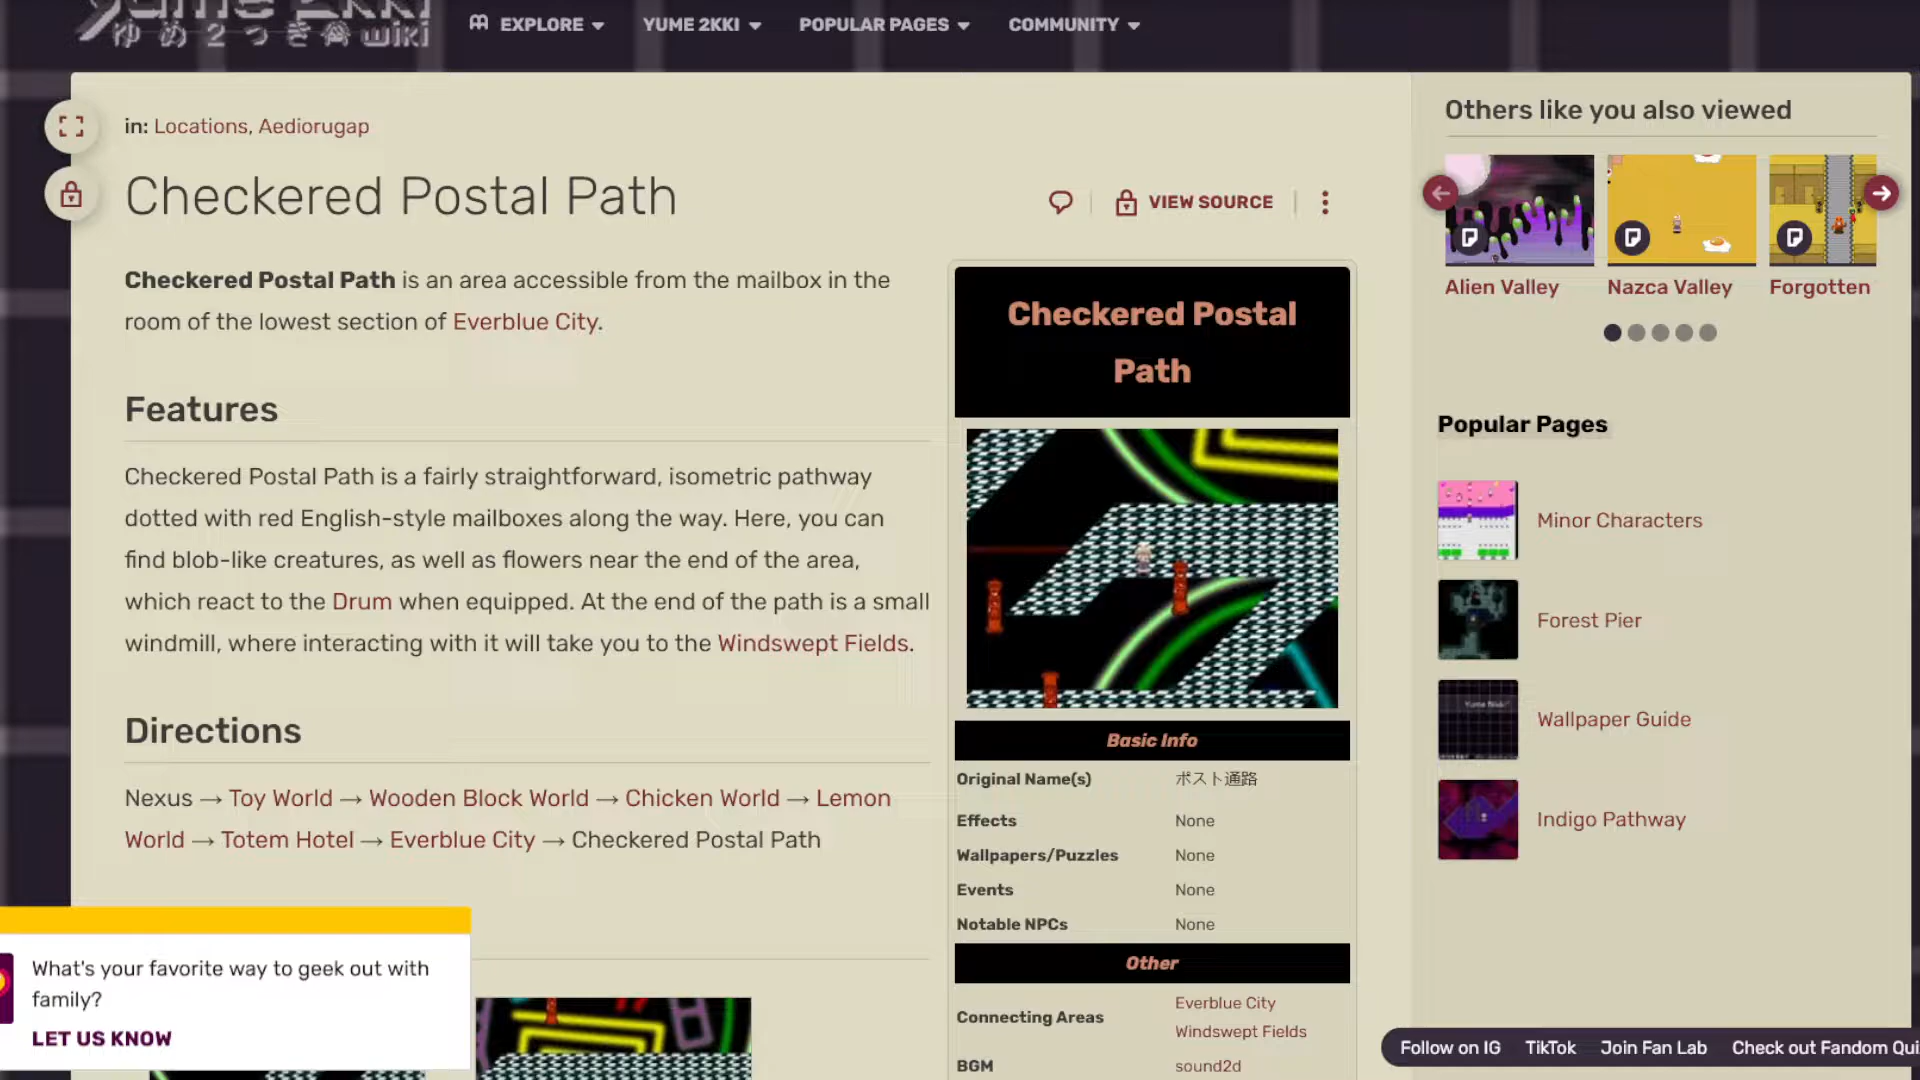 ゆめ2っき wiki
EXPLORE
YUME 2KKI
POPULAR PAGES
COMMUNITY
in: Locations, Aediorugap
Checkered Postal Path
VIEW SOURCE
Checkered Postal Path is an area accessible from the mailbox in the
room of the lowest section of Everblue City.
Features
Checkered Postal Path is a fairly straightforward, isometric pathway
dotted with red English-style mailboxes along the way. Here, you can
find blob-like creatures, as well as flowers near the end of the area,
which react to the Drum when equipped. At the end of the path is a small
windmill, where interacting with it will take you to the Windswept Fields.
Directions
Nexus → Toy World → Wooden Block World → Chicken World → Lemon
World → Totem Hotel → Everblue City → Checkered Postal Path
What's your favorite way to geek out with
family?
LET US KNOW
Checkered Postal
Path
Basic Info
Original Name(s) ポスト通路
Effects None
Wallpapers/Puzzles None
Events None
Notable NPCs None
Other
Connecting Areas Everblue City
Windswept Fields
BGM sound2d
Others like you also viewed
Alien Valley
Nazca Valley
Forgotten
Popular Pages
Minor Characters
Forest Pier
Wallpaper Guide
Indigo Pathway
Follow on IG TikTok Join Fan Lab Check out Fandom Qui